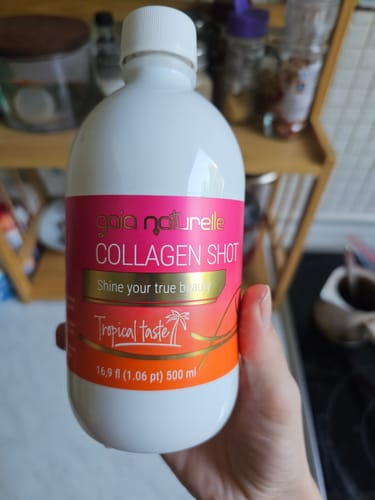 gaia naturelle
COLLAGEN SHOT
Shine your true beauty
Tropical taste
16,9 fl (1.06 pt) 500 ml